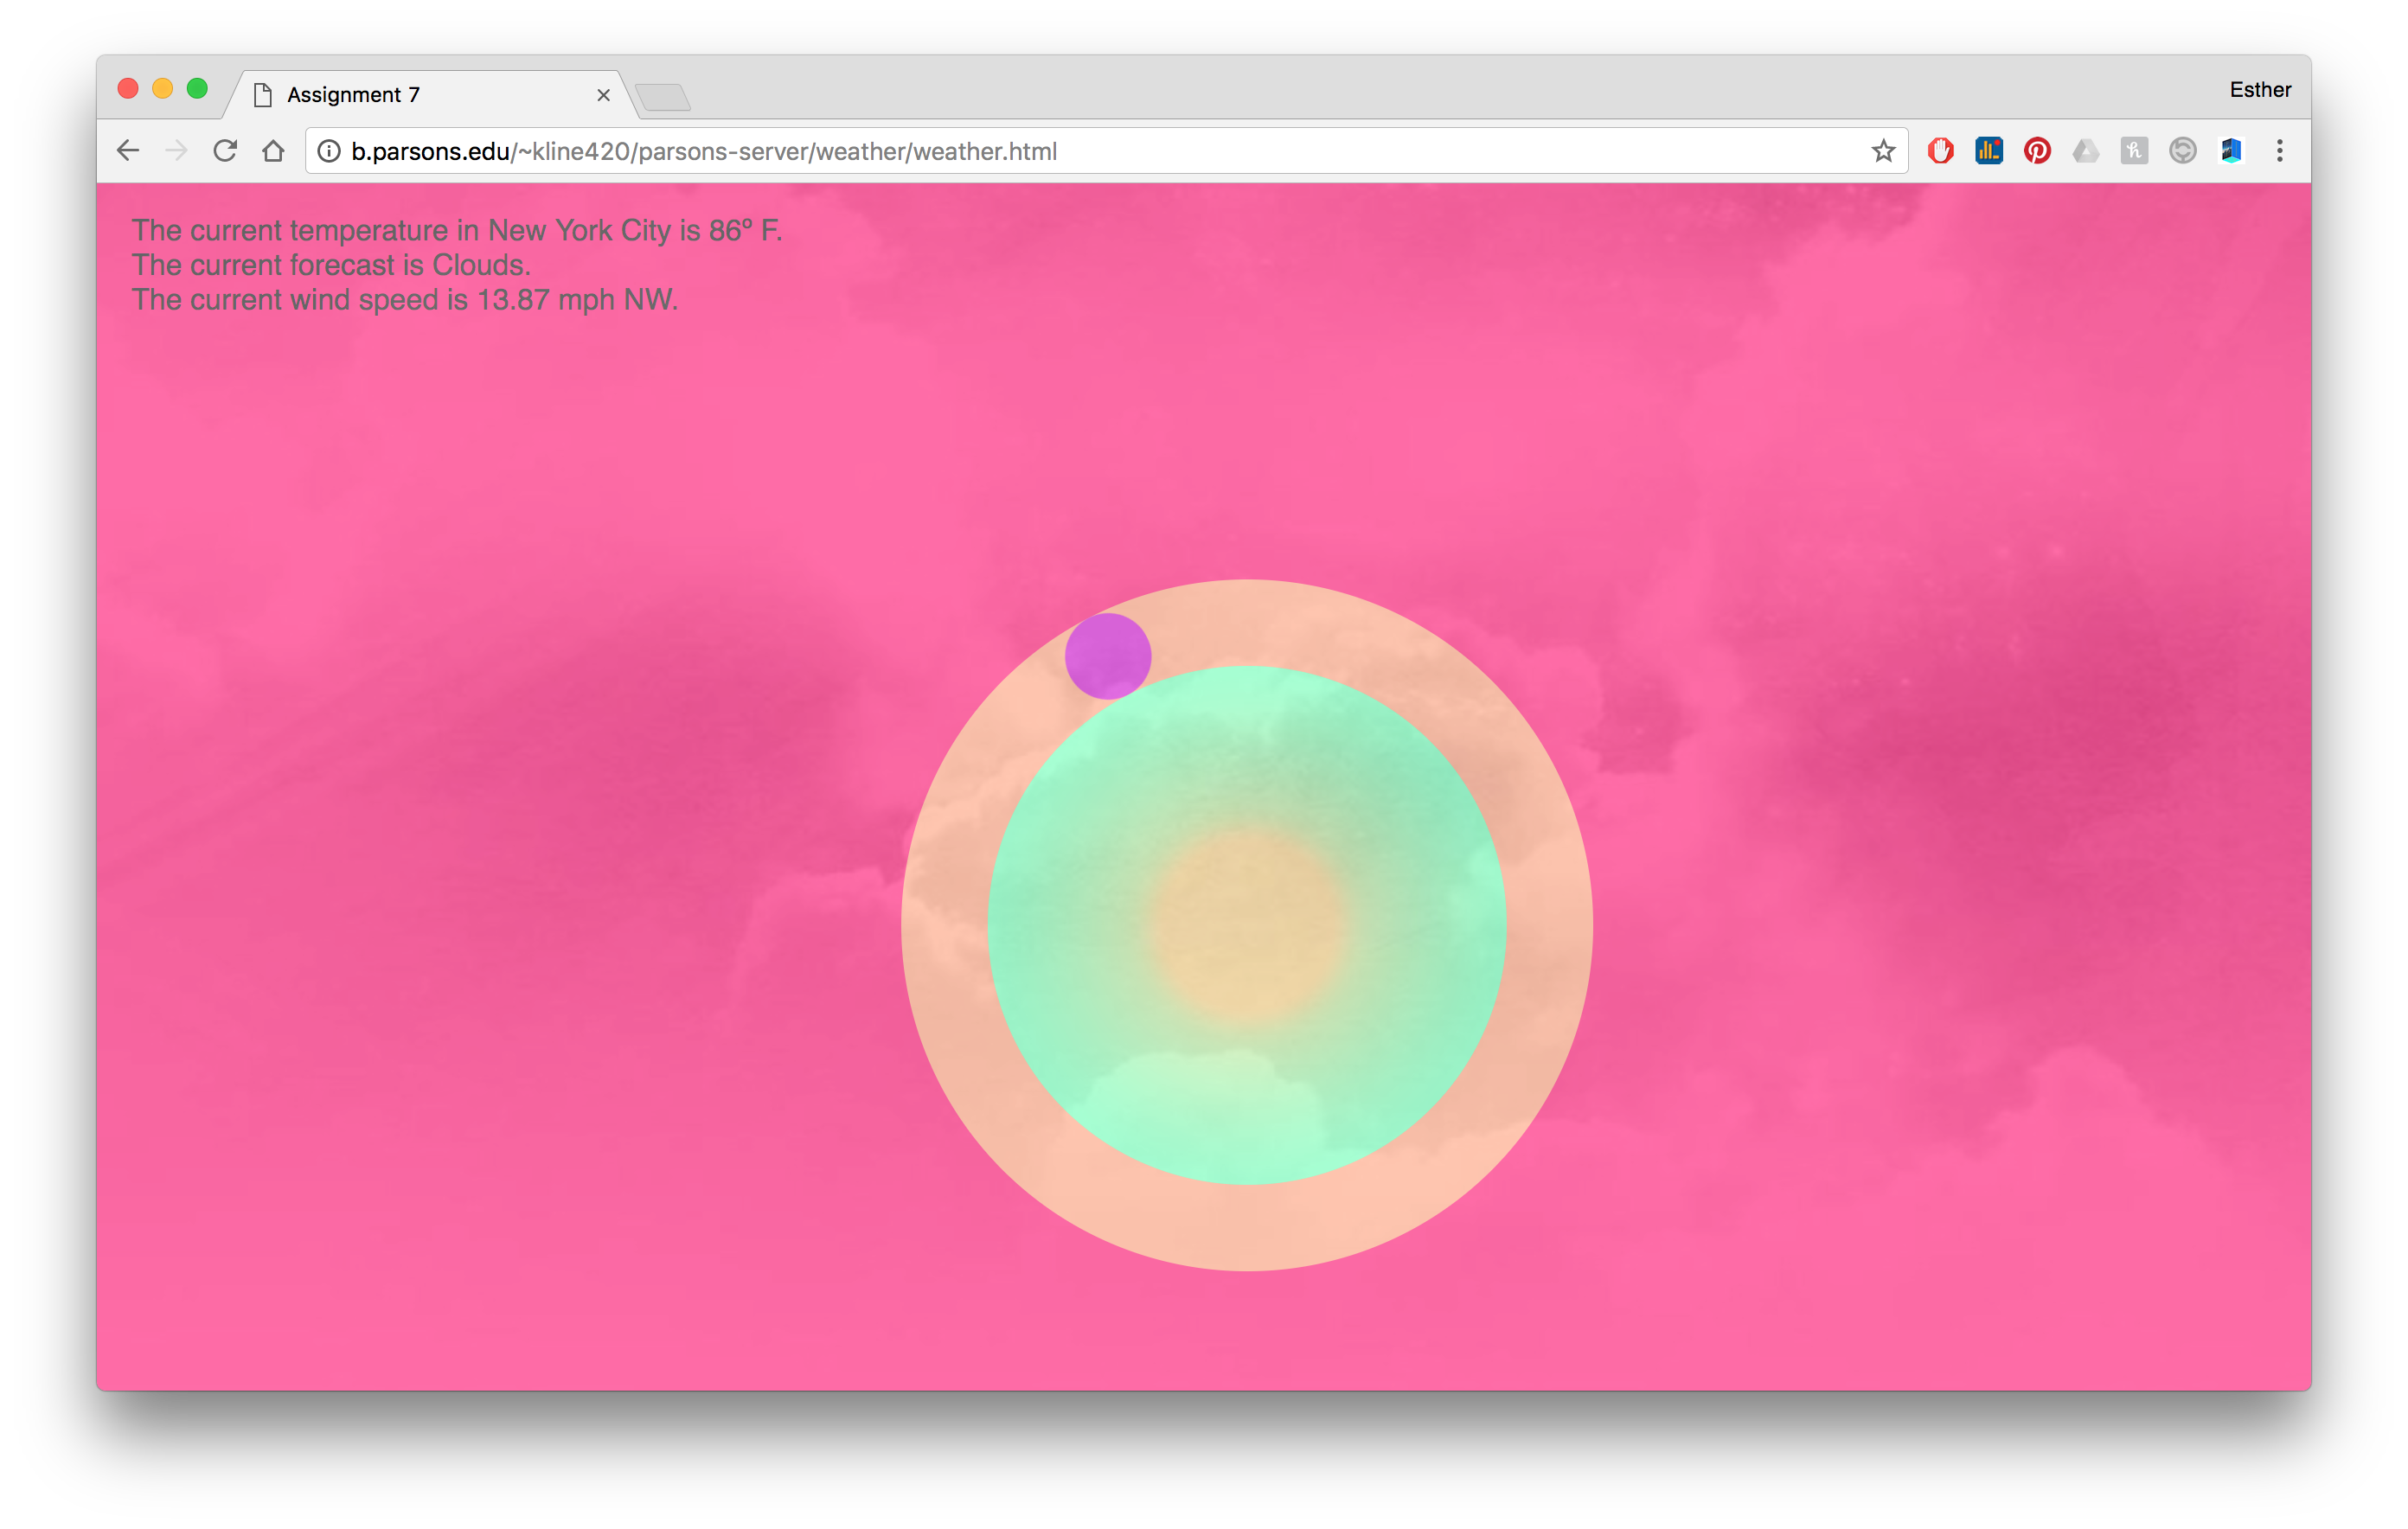 Assignment 7
Esther
b.parsons.edu/~kline420/parsons-server/weather/weather.html
The current temperature in New York City is 86º F.
The current forecast is Clouds.
The current wind speed is 13.87 mph NW.